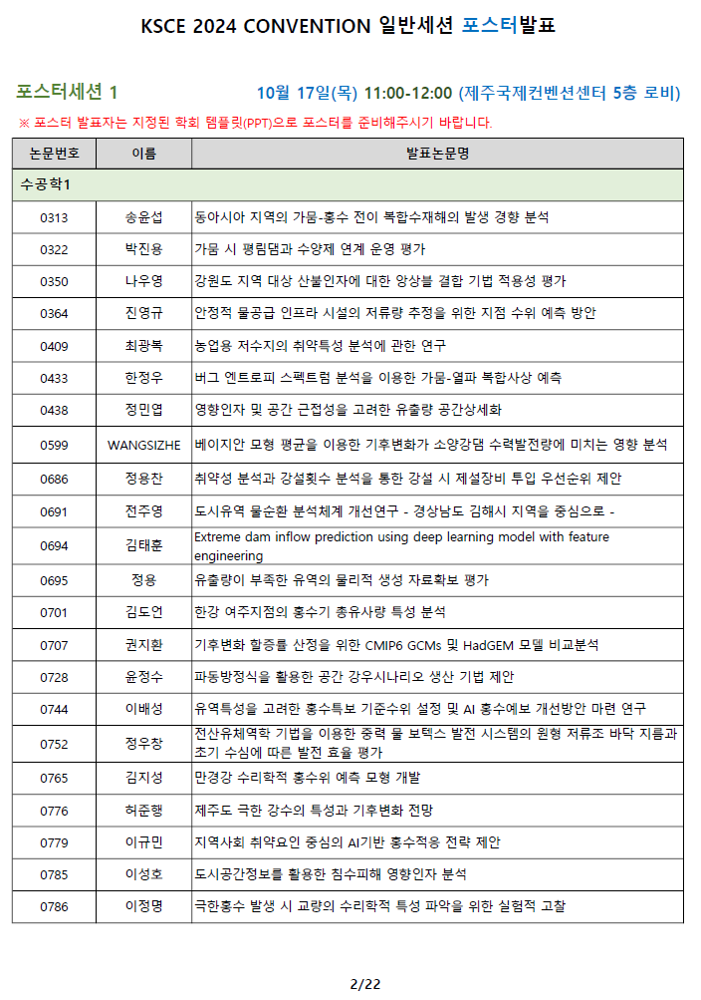 KSCE 2024 CONVENTION 일반세션 포스터발표
포스터세션 1 10월 17일(목) 11:00-12:00 (제주국제컨벤션센터 5층 로비)
※ 포스터 발표자는 지정된 학회 템플릿(PPT)으로 포스터를 준비해주시기 바랍니다.
논문번호 이름 발표논문명
수공학1
0313 송윤섭 동아시아 지역의 가뭄-홍수 전이 복합수재해의 발생 경향 분석
0322 박진용 가뭄 시 평림댐과 수양제 연계 운영 평가
0350 나우영 강원도 지역 대상 산불인자에 대한 앙상블 결합 기법 적용성 평가
0364 진영규 안정적 물공급 인프라 시설의 저류량 추정을 위한 지점 수위 예측 방안
0409 최광복 농업용 저수지의 취약특성 분석에 관한 연구
0433 한정우 버그 엔트로피 스펙트럼 분석을 이용한 가뭄-열파 복합사상 예측
0438 정민엽 영향인자 및 공간 근접성을 고려한 유출량 공간상세화
0599 WANGSIZHE 베이지안 모형 평균을 이용한 기후변화가 소양강댐 수력발전량에 미치는 영향 분석
0686 정용찬 취약성 분석과 강설횟수 분석을 통한 강설 시 제설장비 투입 우선순위 제안
0691 전주영 도시유역 물순환 분석체계 개선연구 - 경상남도 김해시 지역을 중심으로 -
0694 김태훈 Extreme dam inflow prediction using deep learning model with feature
engineering
0695 정용 유출량이 부족한 유역의 물리적 생성 자료확보 평가
0701 김도언 한강 여주지점의 홍수기 총유사량 특성 분석
0707 권지환 기후변화 할증률 산정을 위한 CMIP6 GCMs 및 HadGEM 모델 비교분석
0728 윤정수 파동방정식을 활용한 공간 강우시나리오 생산 기법 제안
0744 이배성 유역특성을 고려한 홍수특보 기준수위 설정 및 AI 홍수예보 개선방안 마련 연구
0752 정우창 전산유체역학 기법을 이용한 중력 물 보텍스 발전 시스템의 원형 저류조 바닥 지름과
초기 수심에 따른 발전 효율 평가
0765 김지성 만경강 수리학적 홍수위 예측 모형 개발
0776 허준행 제주도 극한 강수의 특성과 기후변화 전망
0779 이규민 지역사회 취약요인 중심의 AI기반 홍수적응 전략 제안
0785 이성호 도시공간정보를 활용한 침수피해 영향인자 분석
0786 이정명 극한홍수 발생 시 교량의 수리학적 특성 파악을 위한 실험적 고찰
2/22